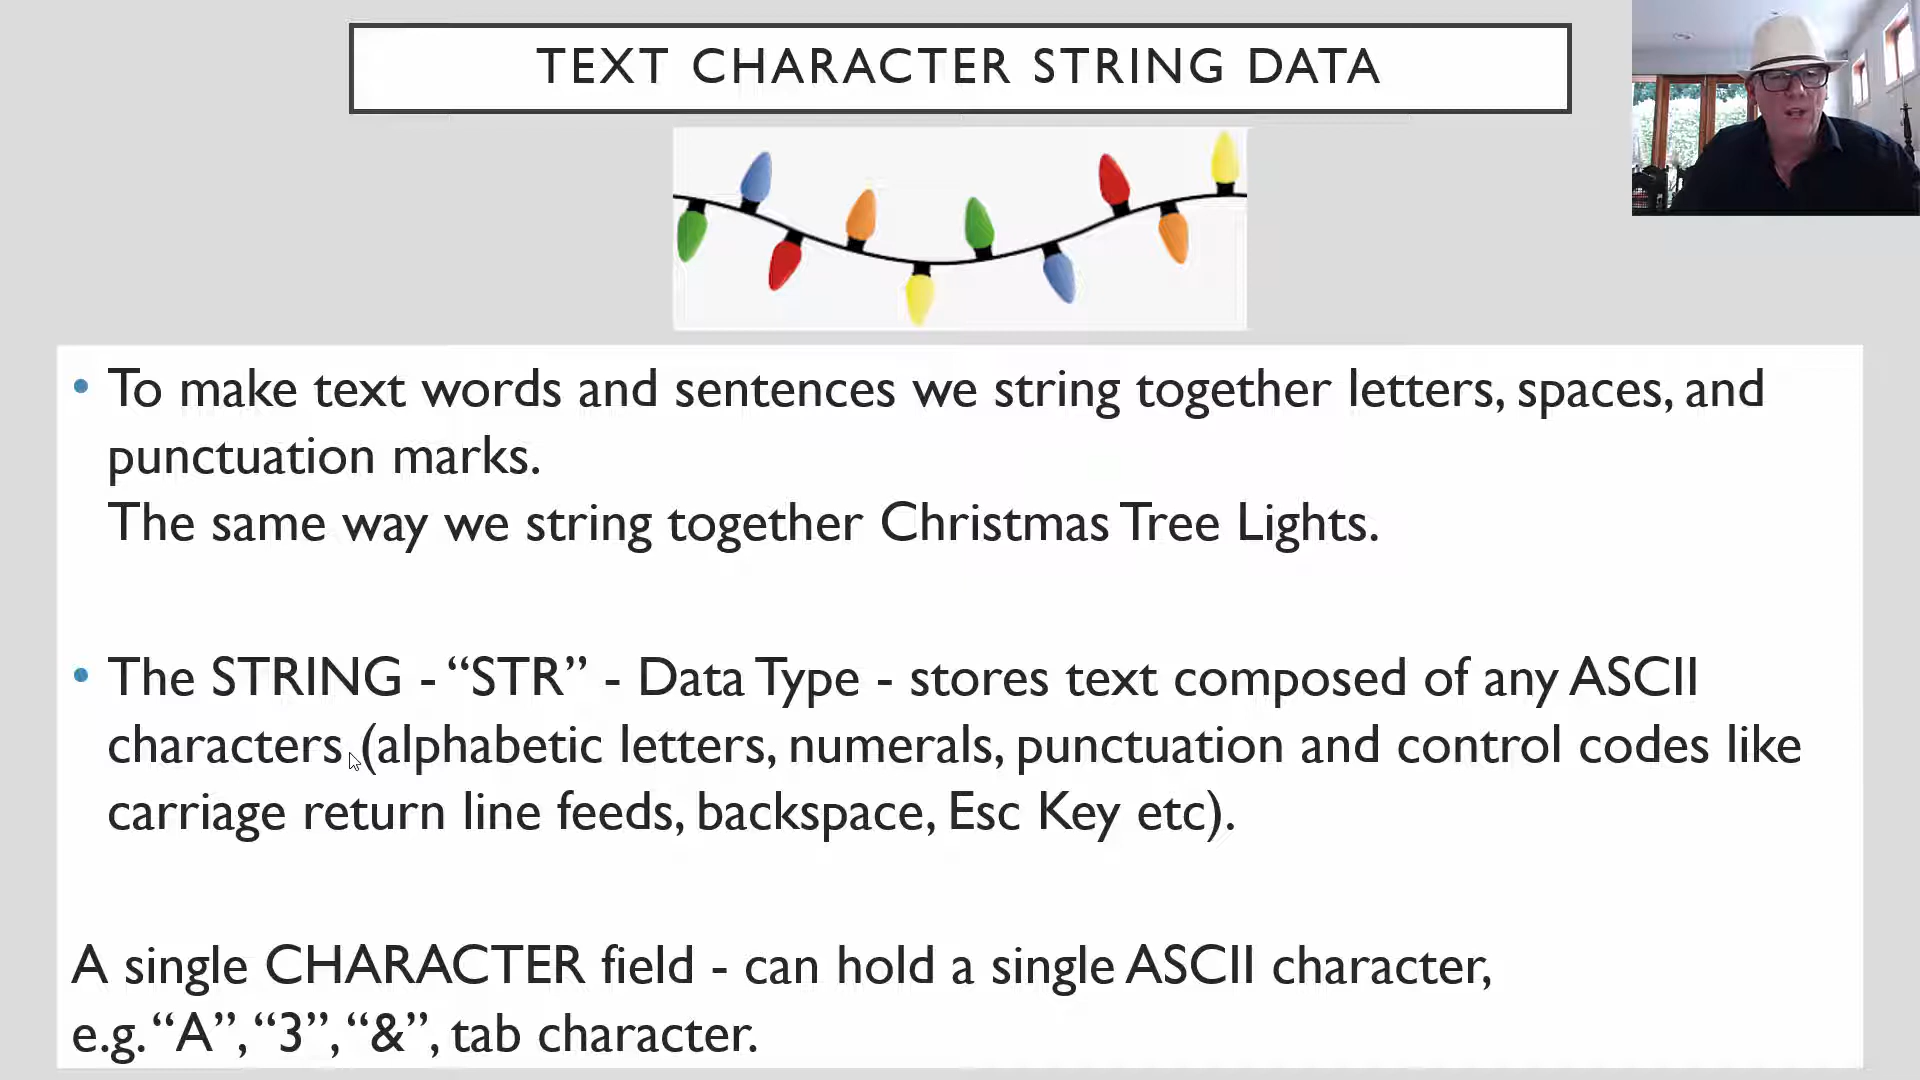 TEXT CHARACTER STRING DATA
• To make text words and sentences we string together letters, spaces, and
punctuation marks.
The same way we string together Christmas Tree Lights.
• The STRING - “STR” - Data Type - stores text composed of any ASCII
characters (alphabetic letters, numerals, punctuation and control codes like
carriage return line feeds, backspace, Esc Key etc).
A single CHARACTER field - can hold a single ASCII character,
e.g. “A”, “3”, “&”, tab character.